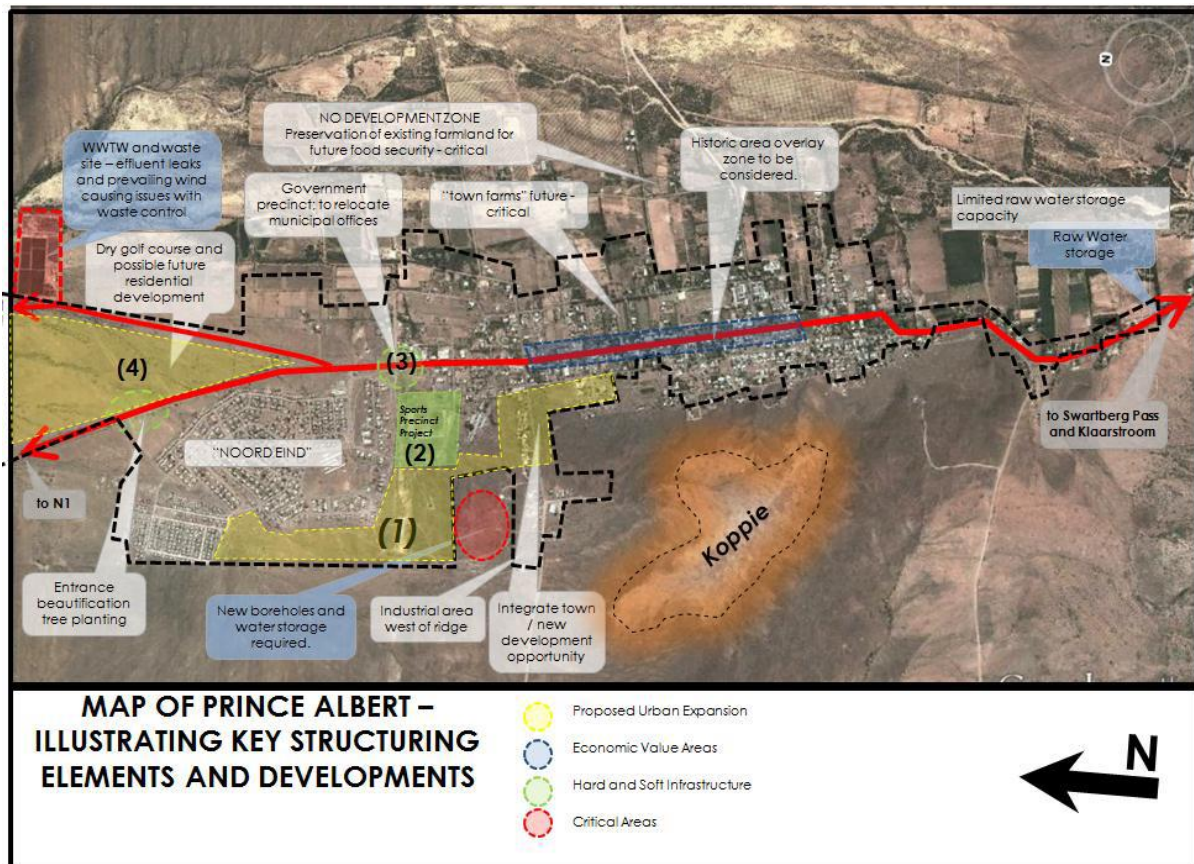 NO DEVELOPMENT ZONE
Preservation of existing farmland for
future food security - critical
WWTW and waste
site – effluent leaks
and prevailing wind
causing issues with
waste control
Government
precinct: to relocate
municipal offices
"town farms" future -
critical
Historic area overlay
zone to be
considered.
Limited raw water storage
capacity
Raw Water
storage
N
Dry golf course and
possible future
residential
development
(4)
(3)
Sports
Precinct
Project
(2)
"NOORD EIND"
(1)
to N1
to Swartberg Pass
and Klaarstroom
Koppie
Entrance
beautification
tree planting
New boreholes and
water storage
required.
Industrial area
west of ridge
Integrate town
/ new
development
opportunity
MAP OF PRINCE ALBERT –
ILLUSTRATING KEY STRUCTURING
ELEMENTS AND DEVELOPMENTS
Proposed Urban Expansion
Economic Value Areas
Hard and Soft Infrastructure
Critical Areas
N